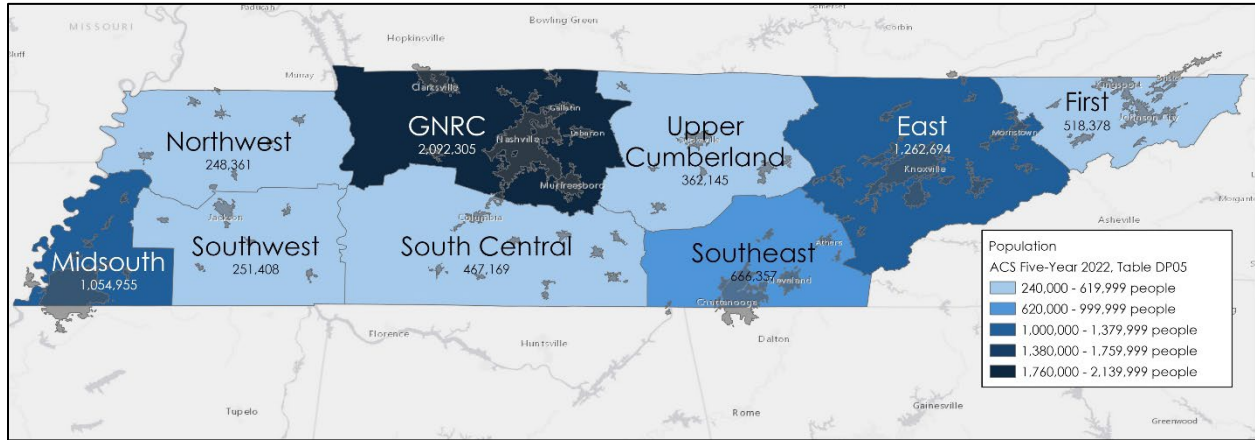 Paducah
Somerset
MISSOURI
Bowling Green
Corbin
Hopkinsville
Bluff
Murray
Clarksville
Gallatin
Kingsport
Bristol
First
518,378
Johnson City
GNRC
2,092,305
Lebanon
Nashville
Upper
Cumberland
362,145
East
1,262,694
Morristown
Knoxville
Northwest
248,361
Murfreesboro
Morganton
Jackson
Columbia
Asheville
Southwest
251,408
South Central
467,169
Southeast
666,357
Athens
Cleveland
Chattanooga
Midsouth
1,054,955
Population
ACS Five-Year 2022, Table DP05
240,000 - 619,999 people
620,000 - 999,999 people
1,000,000 - 1,379,999 people
1,380,000 - 1,759,999 people
1,760,000 - 2,139,999 people
Florence
Huntsville
Dalton
Tupelo
Rome
Gainesville
Greenwood